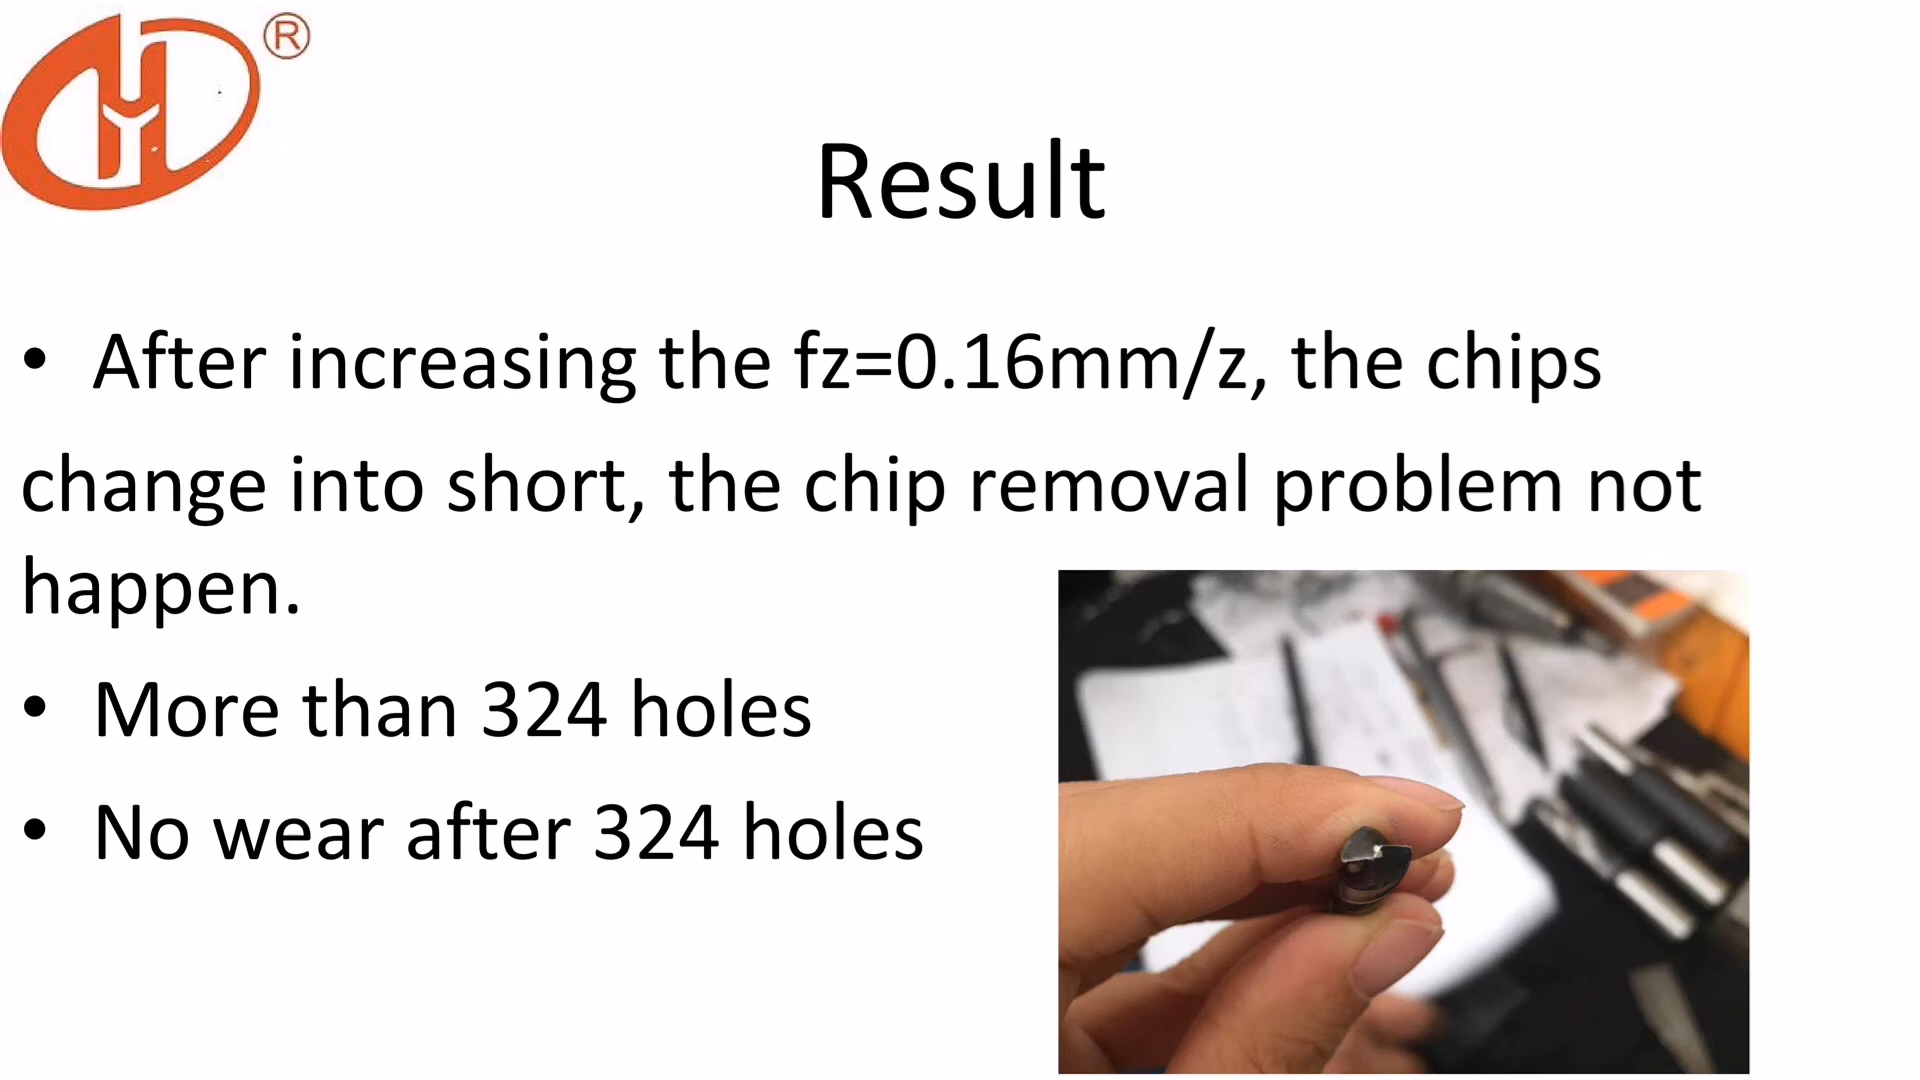 ®
Result
• After increasing the fz=0.16mm/z, the chips
change into short, the chip removal problem not
happen.
• More than 324 holes
• No wear after 324 holes